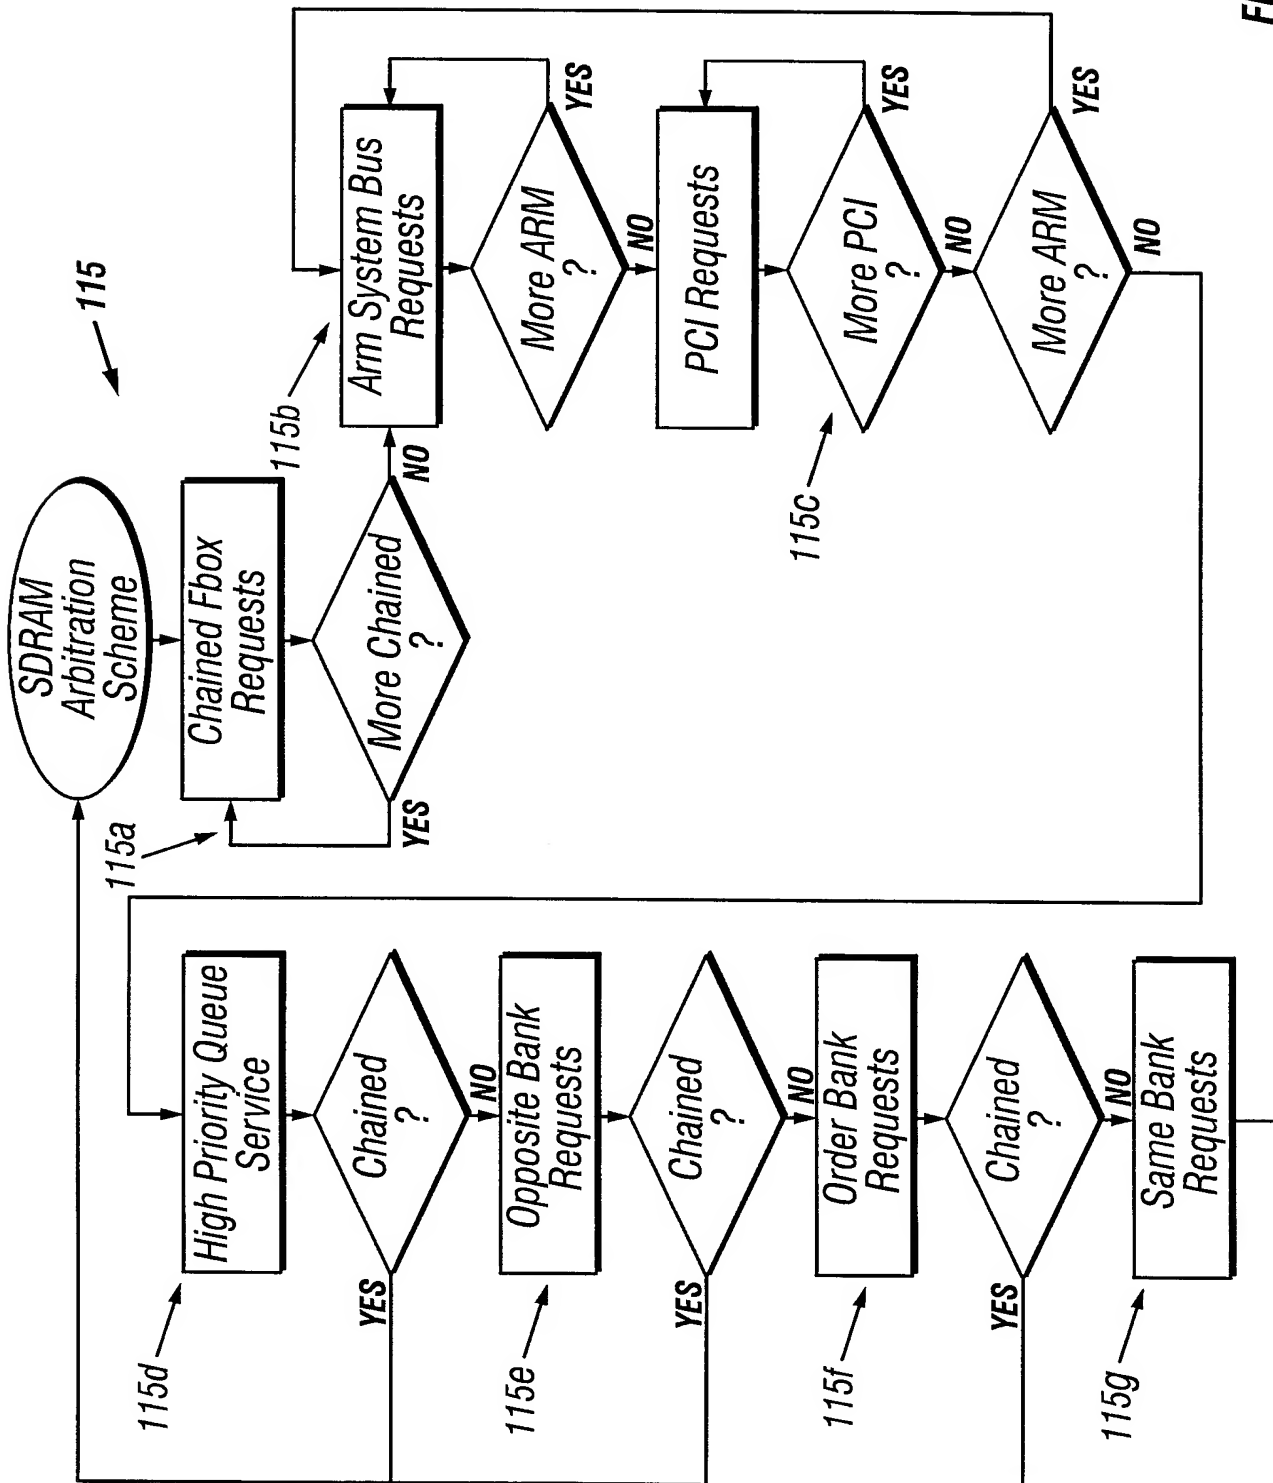 115
SDRAM
Arbitration
Scheme
115a
Chained Fbox
Requests
More Chained
?
YES
NO
115b
Arm System Bus
Requests
More ARM
?
YES
NO
PCI Requests
115c
More PCI
?
YES
NO
More ARM
?
YES
NO
115d
High Priority Queue
Service
Chained
?
YES
NO
115e
Opposite Bank
Requests
Chained
?
YES
NO
115f
Order Bank
Requests
Chained
?
YES
NO
115g
Same Bank
Requests